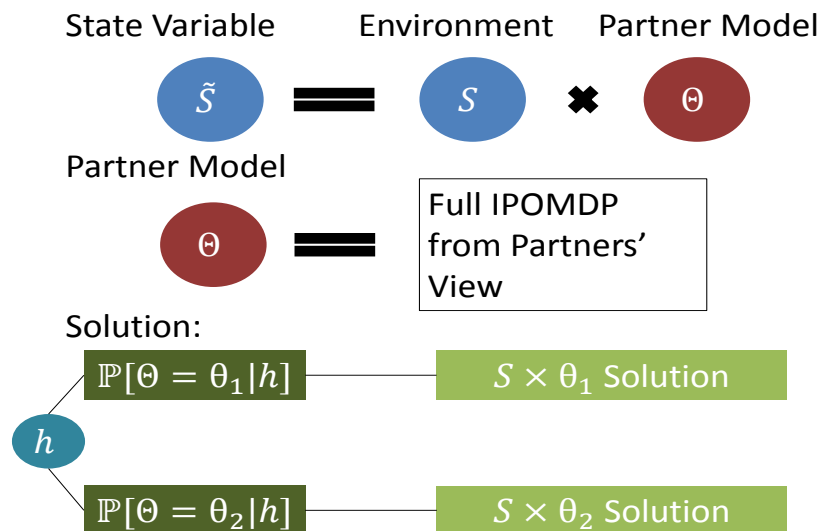 State Variable Environment Partner Model
S̃ = S × Θ
Partner Model
Θ = Full IPOMDP
from Partners'
View
Solution:
ℙ[Θ = θ₁|h] S × θ₁ Solution
h
ℙ[Θ = θ₂|h] S × θ₂ Solution